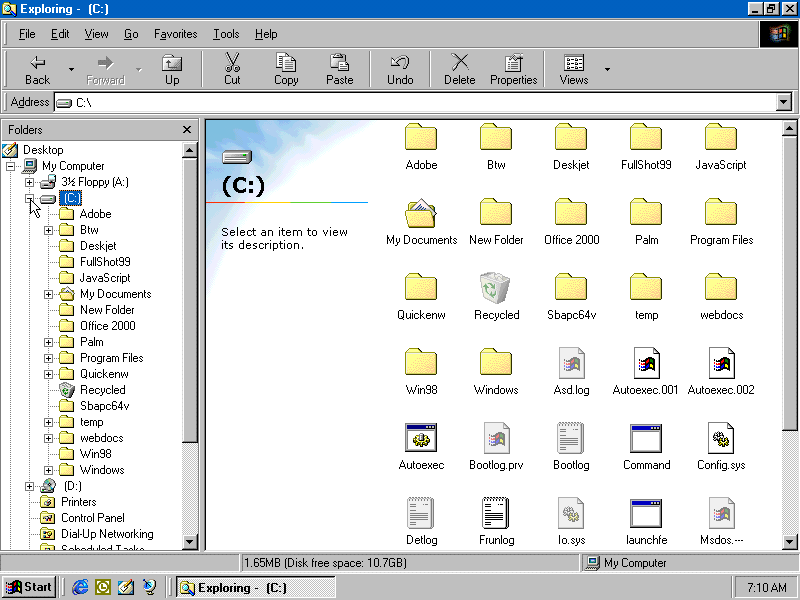 Exploring - (C:)
File Edit View Go Favorites Tools Help
Back Forward Up Cut Copy Paste Undo Delete Properties Views
Address C:\
Folders
Desktop
My Computer
3½ Floppy (A:)
(C:)
Adobe
Btw
Deskjet
FullShot99
JavaScript
My Documents
New Folder
Office 2000
Palm
Program Files
Quickenw
Recycled
Sbapc64v
temp
webdocs
Win98
Windows
(D:)
Printers
Control Panel
Dial-Up Networking
Scheduled Tasks
(C:)
Select an item to view
its description.
Adobe Btw Deskjet FullShot99 JavaScript
My Documents New Folder Office 2000 Palm Program Files
Quickenw Recycled Sbapc64v temp webdocs
Win98 Windows Asd.log Autoexec.001 Autoexec.002
Autoexec Bootlog.prv Bootlog Command Config.sys
Detlog Frunlog Io.sys launchfe Msdos.---
1.65MB (Disk free space: 10.7GB) My Computer
Start Exploring - (C:) 7:10 AM